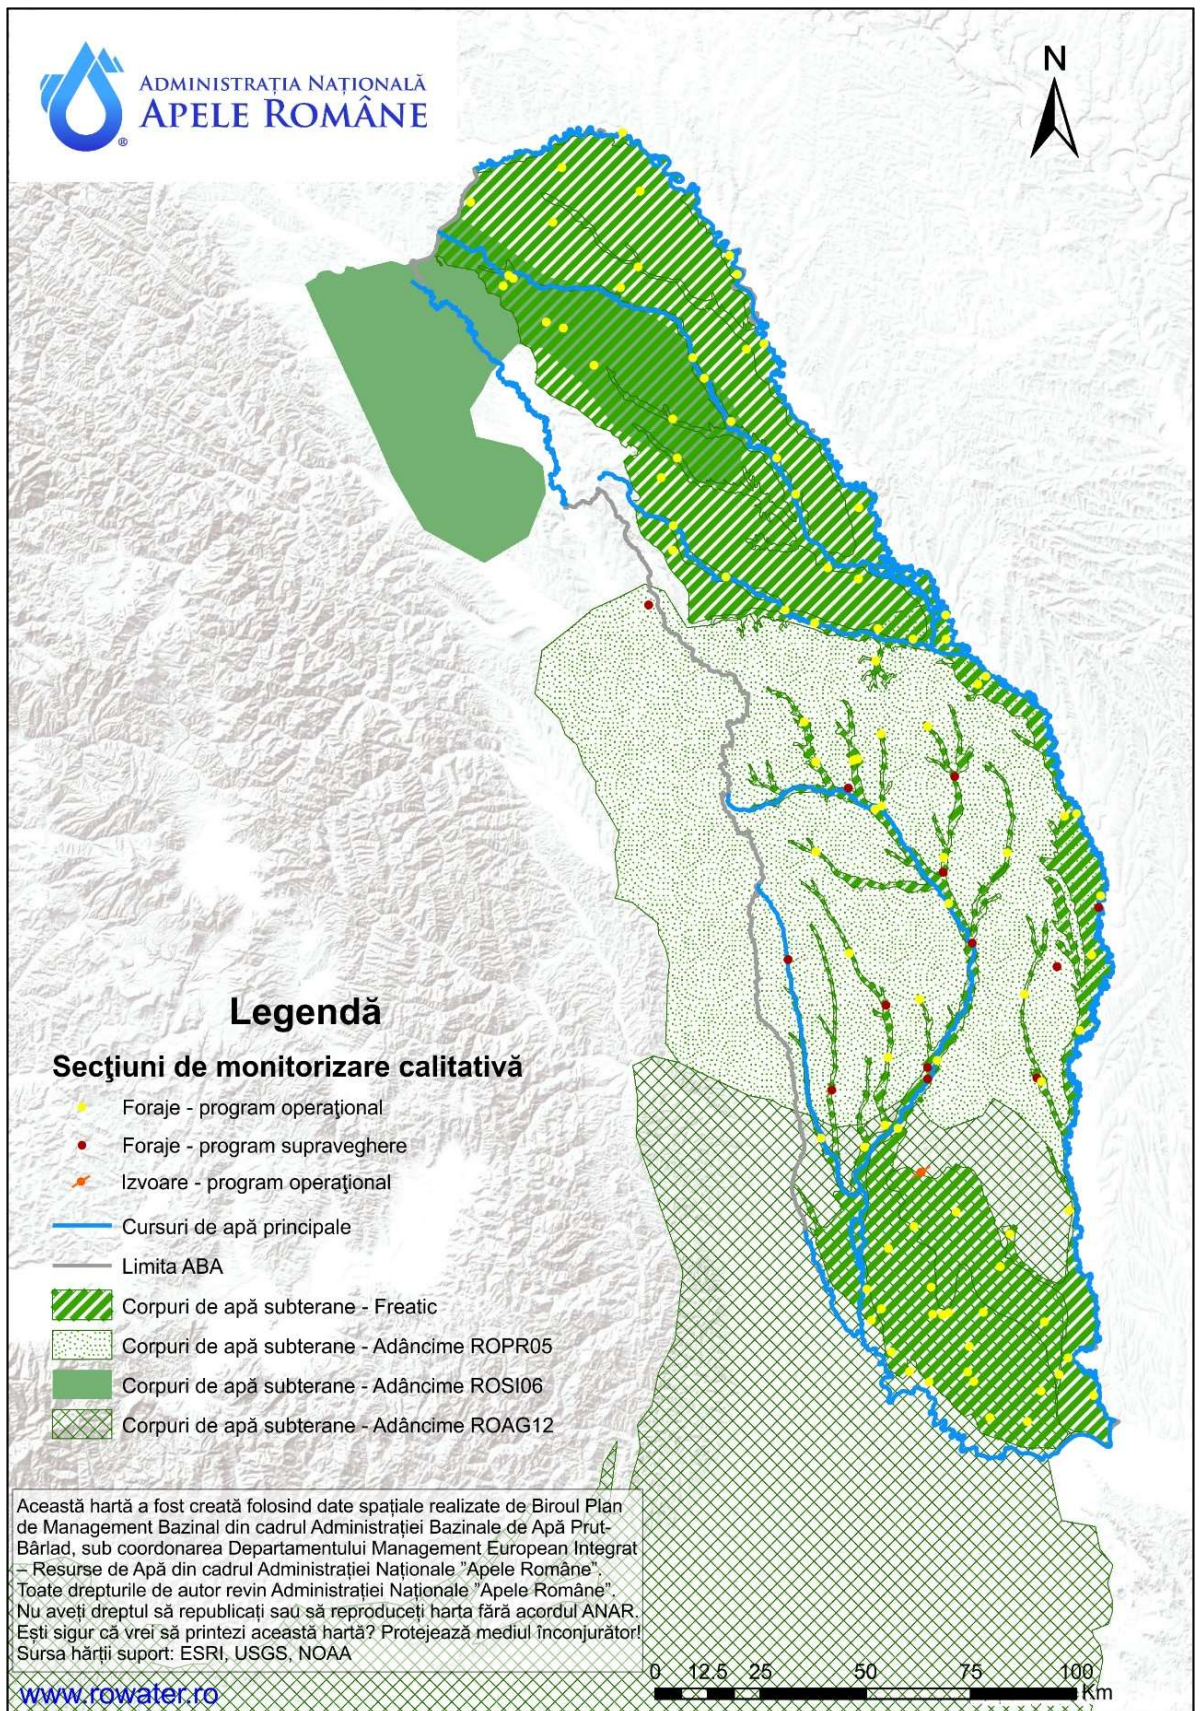 ADMINISTRAȚIA NAȚIONALĂ
APELE ROMÂNE
®
N
Legendă
Secţiuni de monitorizare calitativă
Foraje - program operaţional
Foraje - program supraveghere
Izvoare - program operaţional
Cursuri de apă principale
Limita ABA
Corpuri de apă subterane - Freatic
Corpuri de apă subterane - Adâncime ROPR05
Corpuri de apă subterane - Adâncime ROSI06
Corpuri de apă subterane - Adâncime ROAG12
Această hartă a fost creată folosind date spațiale realizate de Biroul Plan
de Management Bazinal din cadrul Administrației Bazinale de Apă Prut-
Bârlad, sub coordonarea Departamentului Management European Integrat
– Resurse de Apă din cadrul Administrației Naționale ”Apele Române”.
Toate drepturile de autor revin Administrației Naționale ”Apele Române”.
Nu aveți dreptul să republicați sau să reproduceți harta fără acordul ANAR.
Ești sigur că vrei să printezi această hartă? Protejează mediul înconjurător!
Sursa hărții suport: ESRI, USGS, NOAA
www.rowater.ro
0 12.5 25 50 75 100
Km